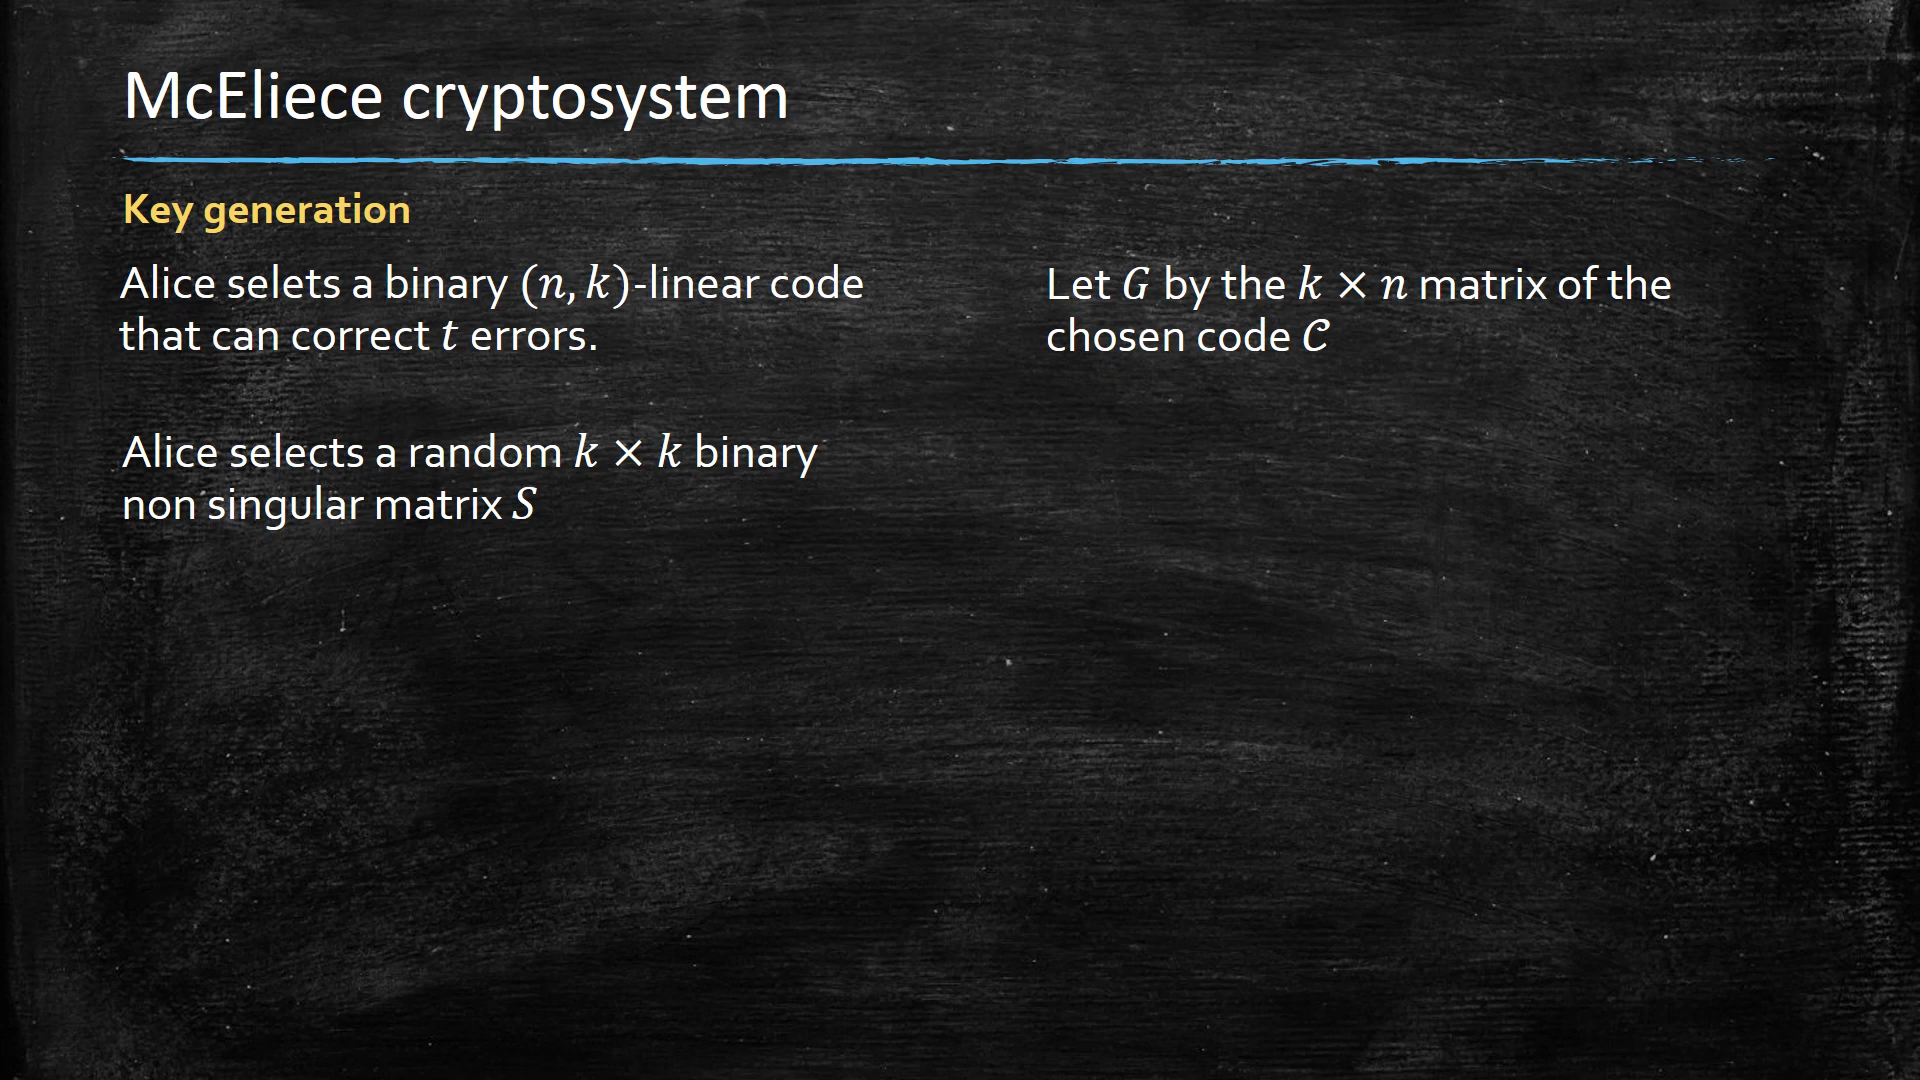 McEliece cryptosystem
Key generation
Alice selets a binary (n, k)-linear code
that can correct t errors.
Let G by the k × n matrix of the
chosen code 𝒞
Alice selects a random k × k binary
non singular matrix S